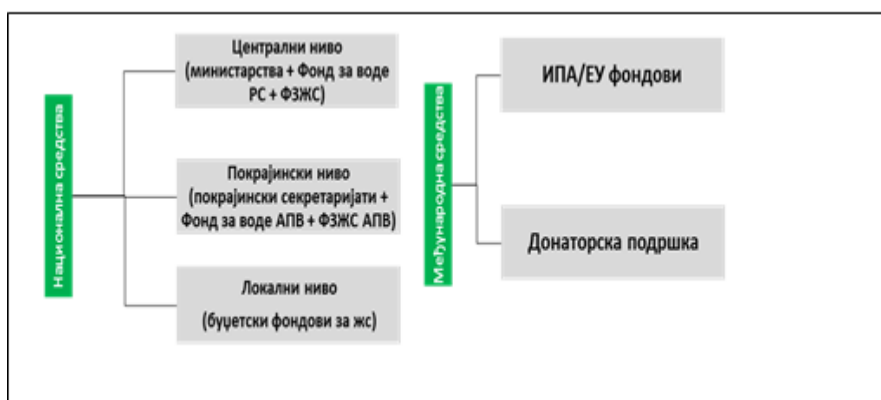 Национална средства
Централни ниво
(министарства + Фонд за воде
РС + ФЗЖС)
Покрајински ниво
(покрајински секретаријати +
Фонд за воде АПВ + ФЗЖС АПВ)
Локални ниво
(буџетски фондови за жс)
Међународна средства
ИПА/ЕУ фондови
Донаторска подршка